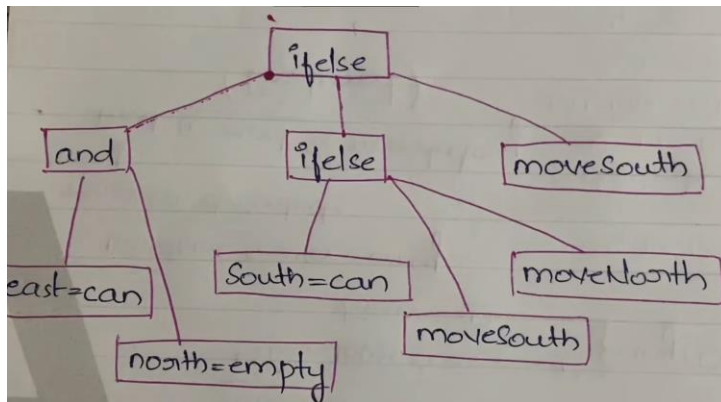 ifelse
and
ifelse
moveSouth
east=can
South=can
moveNorth
moveSouth
north=empty